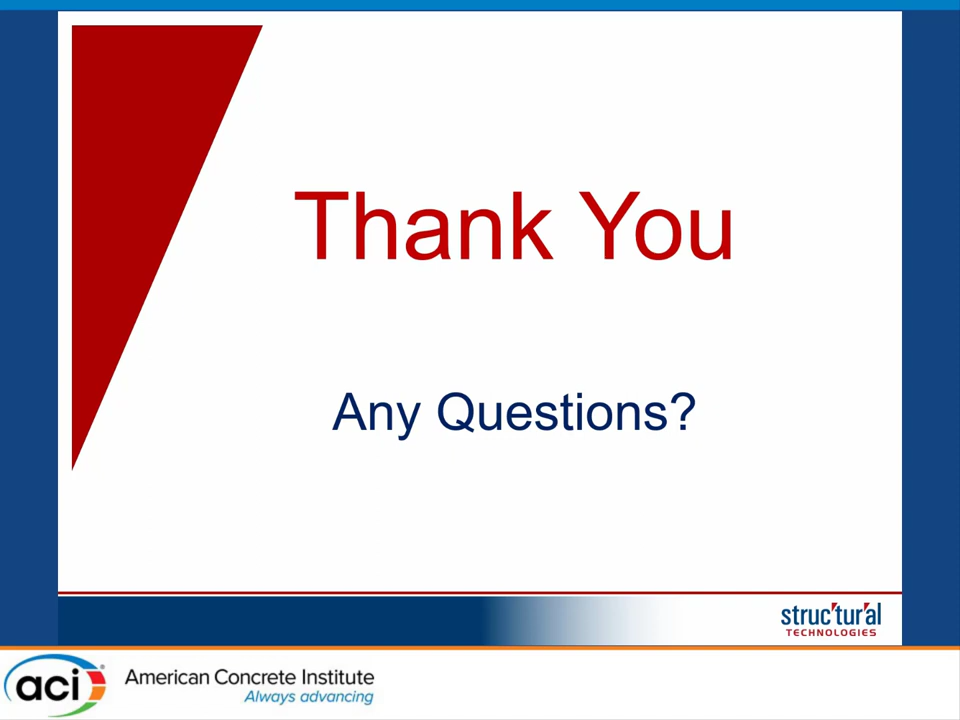 Thank You
Any Questions?
struc'tur'al
TECHNOLOGIES
aci
American Concrete Institute
Always advancing